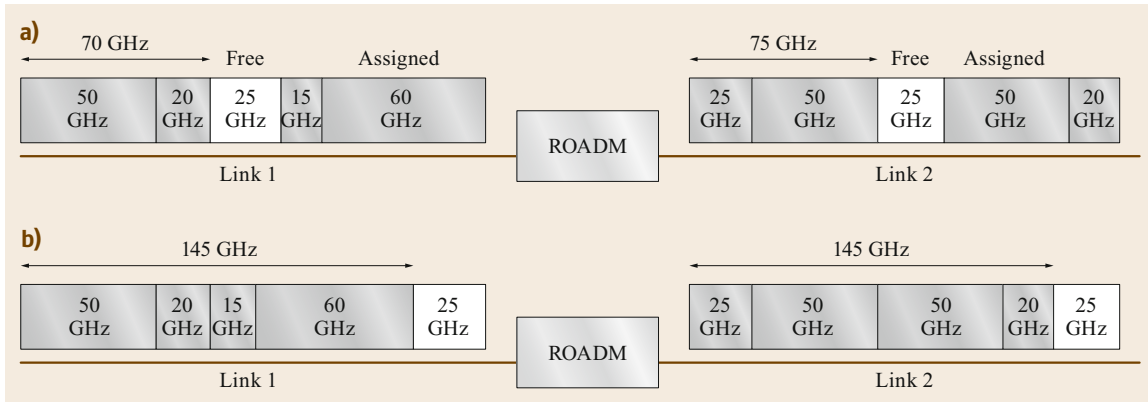 a)
70 GHz Free Assigned 75 GHz Free Assigned
50 GHz
20 GHz
25 GHz
15 GHz
60 GHz
ROADM
25 GHz
50 GHz
25 GHz
50 GHz
20 GHz
Link 1
Link 2
b)
145 GHz
145 GHz
50 GHz
20 GHz
15 GHz
60 GHz
25 GHz
ROADM
25 GHz
50 GHz
50 GHz
20 GHz
25 GHz
Link 1
Link 2